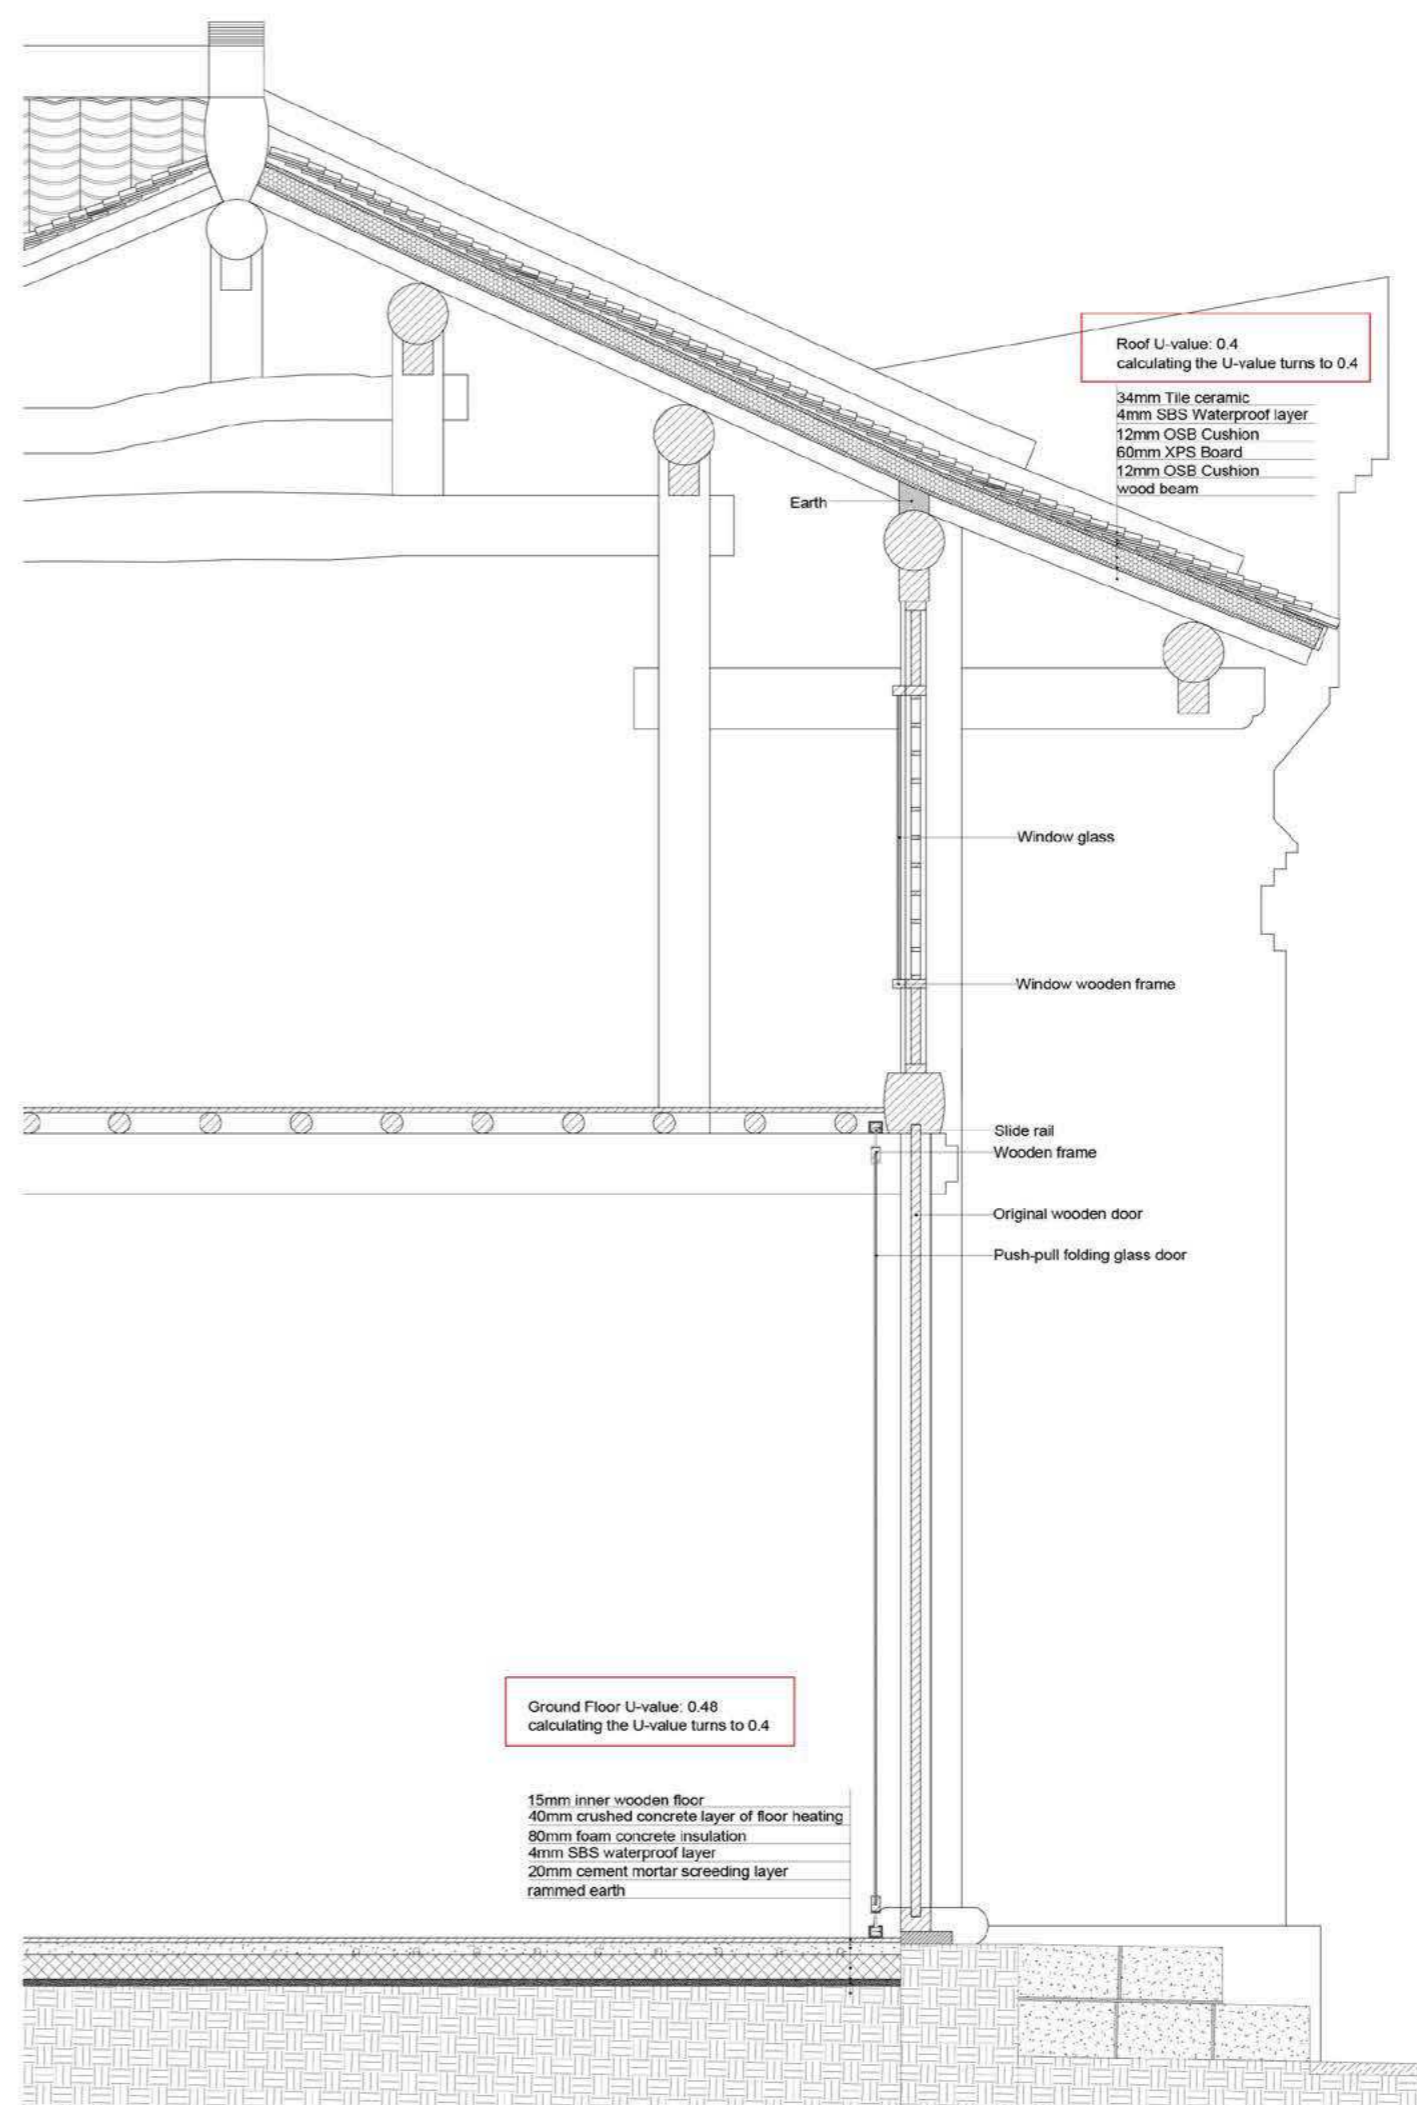 Roof U-value: 0.4
calculating the U-value turns to 0.4
34mm Tile ceramic
4mm SBS Waterproof layer
12mm OSB Cushion
60mm XPS Board
12mm OSB Cushion
wood beam
Earth
Window glass
Window wooden frame
Slide rail
Wooden frame
Original wooden door
Push-pull folding glass door
Ground Floor U-value: 0.48
calculating the U-value turns to 0.4
15mm inner wooden floor
40mm crushed concrete layer of floor heating
80mm foam concrete insulation
4mm SBS waterproof layer
20mm cement mortar screeding layer
rammed earth